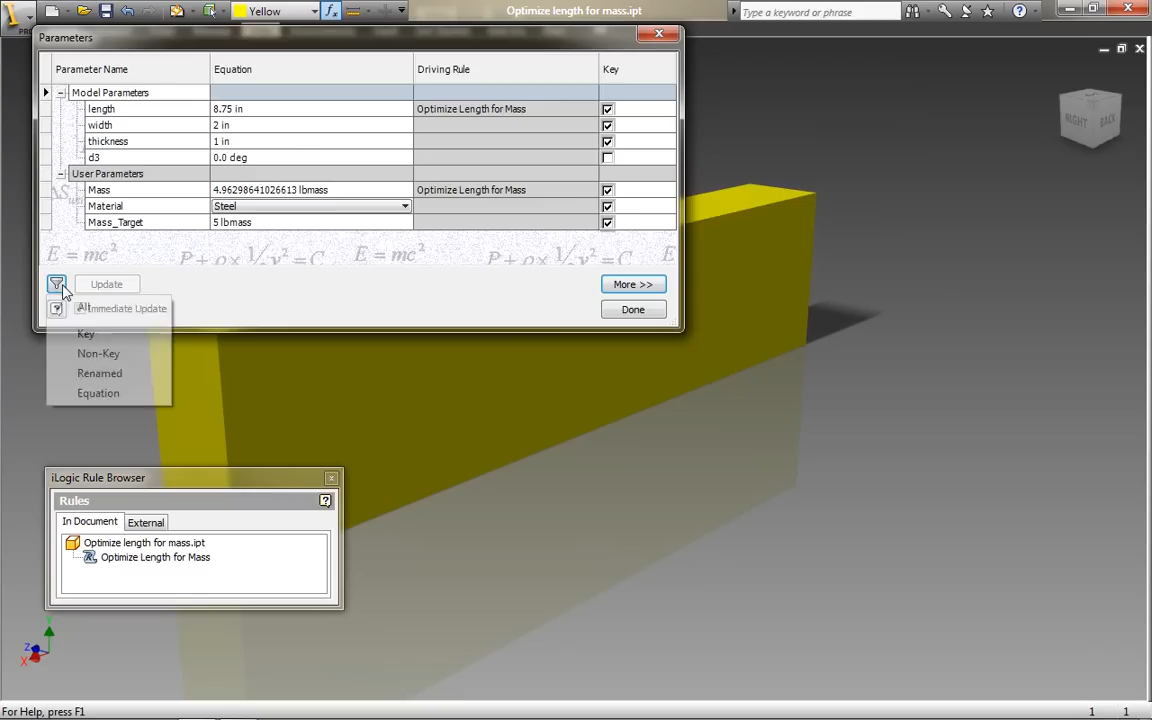 Yellow
fx
Optimize length for mass.ipt
Type a keyword or phrase
Parameters
Parameter Name Equation Driving Rule Key
Model Parameters
length 8.75 in Optimize Length for Mass
width 2 in
thickness 1 in
d3 0.0 deg
User Parameters
Mass 4.96298641026613 lbmass Optimize Length for Mass
Material Steel
Mass_Target 5 lbmass
E = mc²
E = mc²
Update
More >>
All
Immediate Update
Done
Key
Non-Key
Renamed
Equation
RIGHT
BACK
iLogic Rule Browser
Rules
In Document External
Optimize length for mass.ipt
Optimize Length for Mass
Y
Z
X
For Help, press F1
1 1